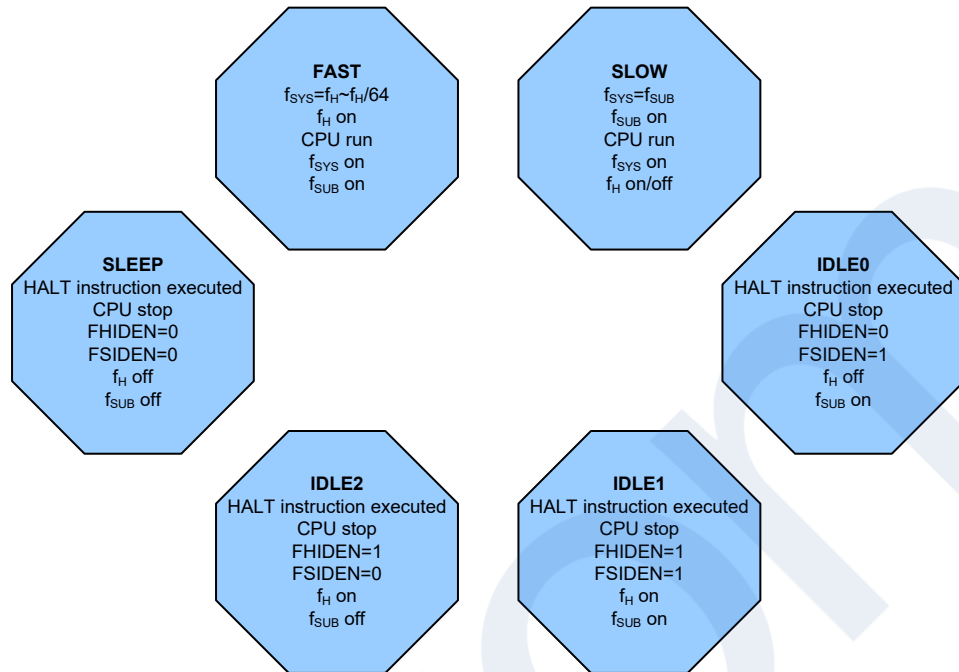 FAST
fSYS=fH~fH/64
fH on
CPU run
fSYS on
fSUB on
SLOW
fSYS=fSUB
fSUB on
CPU run
fSYS on
fH on/off
SLEEP
HALT instruction executed
CPU stop
FHIDEN=0
FSIDEN=0
fH off
fSUB off
IDLE0
HALT instruction executed
CPU stop
FHIDEN=0
FSIDEN=1
fH off
fSUB on
IDLE2
HALT instruction executed
CPU stop
FHIDEN=1
FSIDEN=0
fH on
fSUB off
IDLE1
HALT instruction executed
CPU stop
FHIDEN=1
FSIDEN=1
fH on
fSUB on